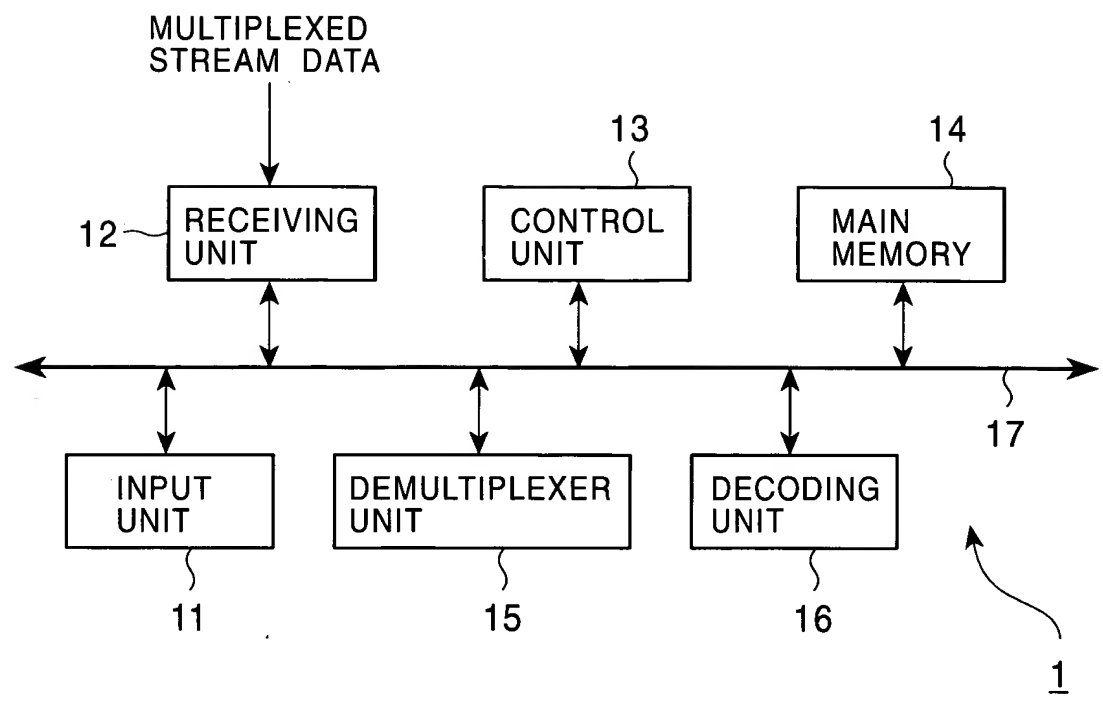 MULTIPLEXED
STREAM DATA
13
14
12
RECEIVING
UNIT
CONTROL
UNIT
MAIN
MEMORY
17
INPUT
UNIT
DEMULTIPLEXER
UNIT
DECODING
UNIT
11
15
16
1